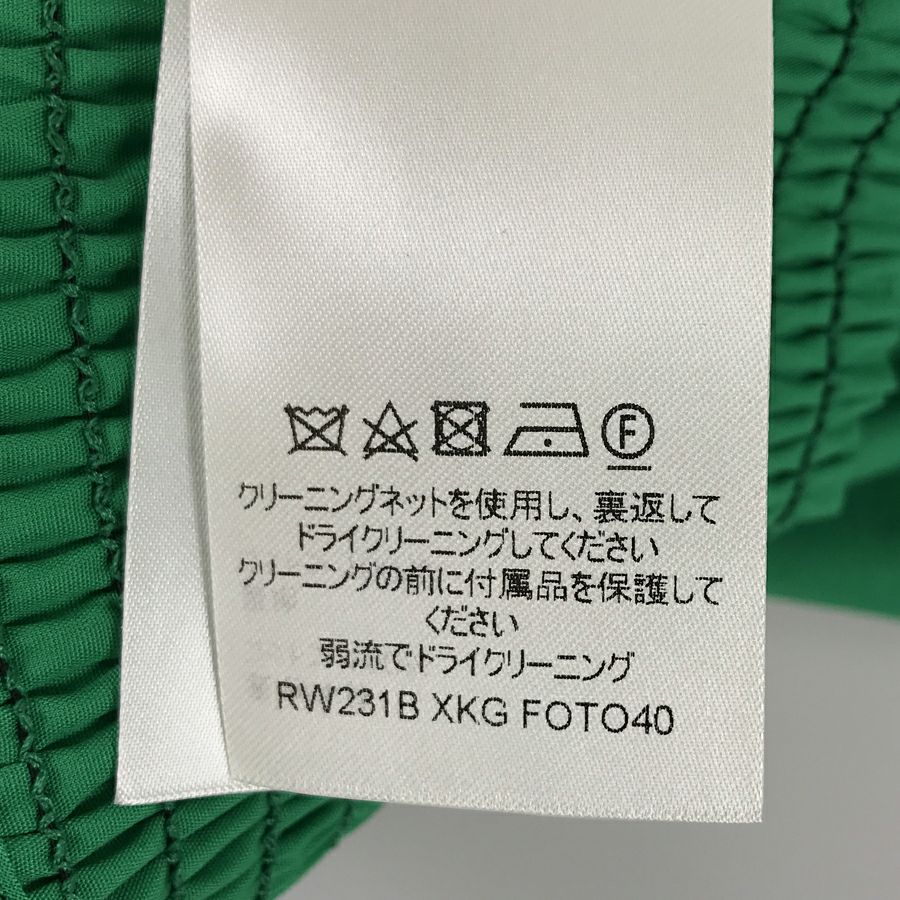 F
クリーニングネットを使用し、裏返して
ドライクリーニングしてください
クリーニングの前に付属品を保護して
ください
弱流でドライクリーニング
RW231B XKG FOTO40